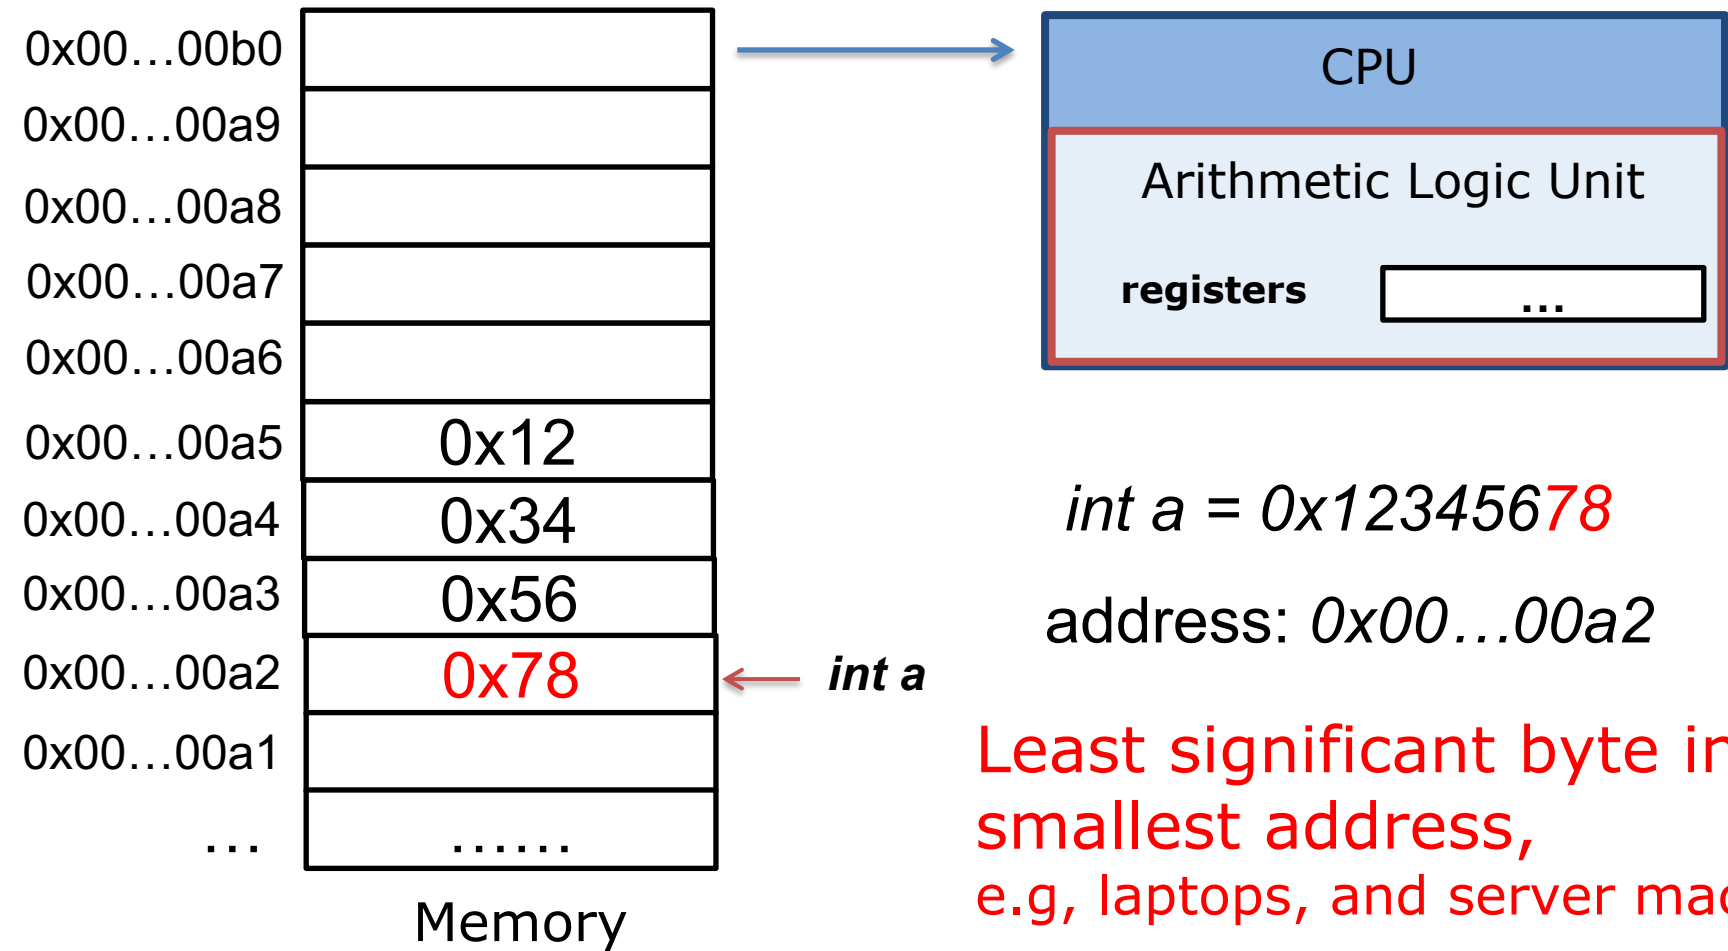 0x00…00b0
0x00…00a9
0x00…00a8
0x00…00a7
0x00…00a6
0x00…00a5 0x12
0x00…00a4 0x34
0x00…00a3 0x56
0x00…00a2 0x78 int a
0x00…00a1
… ……
Memory
CPU
Arithmetic Logic Unit
registers …
int a = 0x12345678
address: 0x00…00a2
Least significant byte in
smallest address,
e.g, laptops, and server